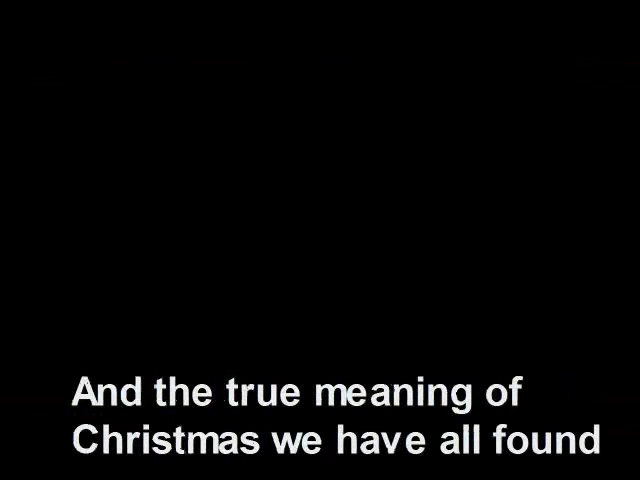 And the true meaning of
Christmas we have all found